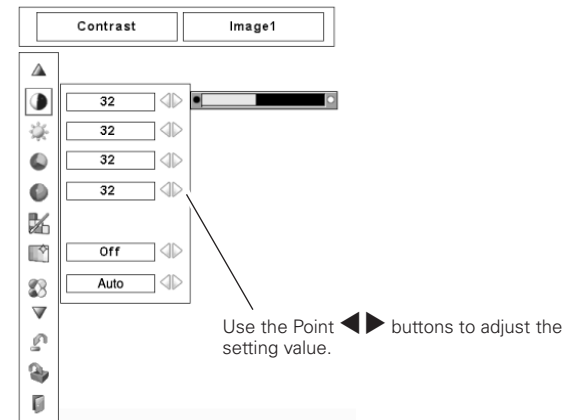 Contrast Image1
32
32
32
32
Off
Auto
Use the Point ◀▶ buttons to adjust the
setting value.